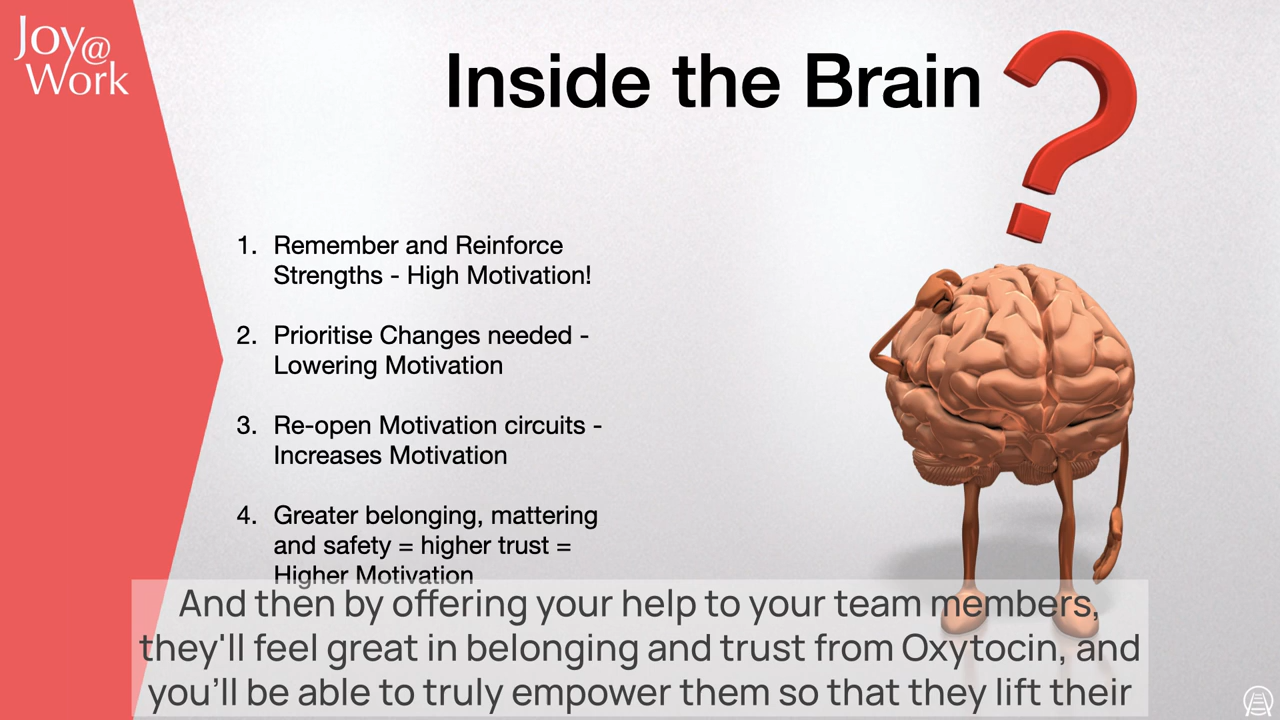 Joy@
Work
Inside the Brain
1. Remember and Reinforce
Strengths - High Motivation!
2. Prioritise Changes needed -
Lowering Motivation
3. Re-open Motivation circuits -
Increases Motivation
4. Greater belonging, mattering
and safety = higher trust =
Higher Motivation
And then by offering your help to your team members,
they'll feel great in belonging and trust from Oxytocin, and
you'll be able to truly empower them so that they lift their